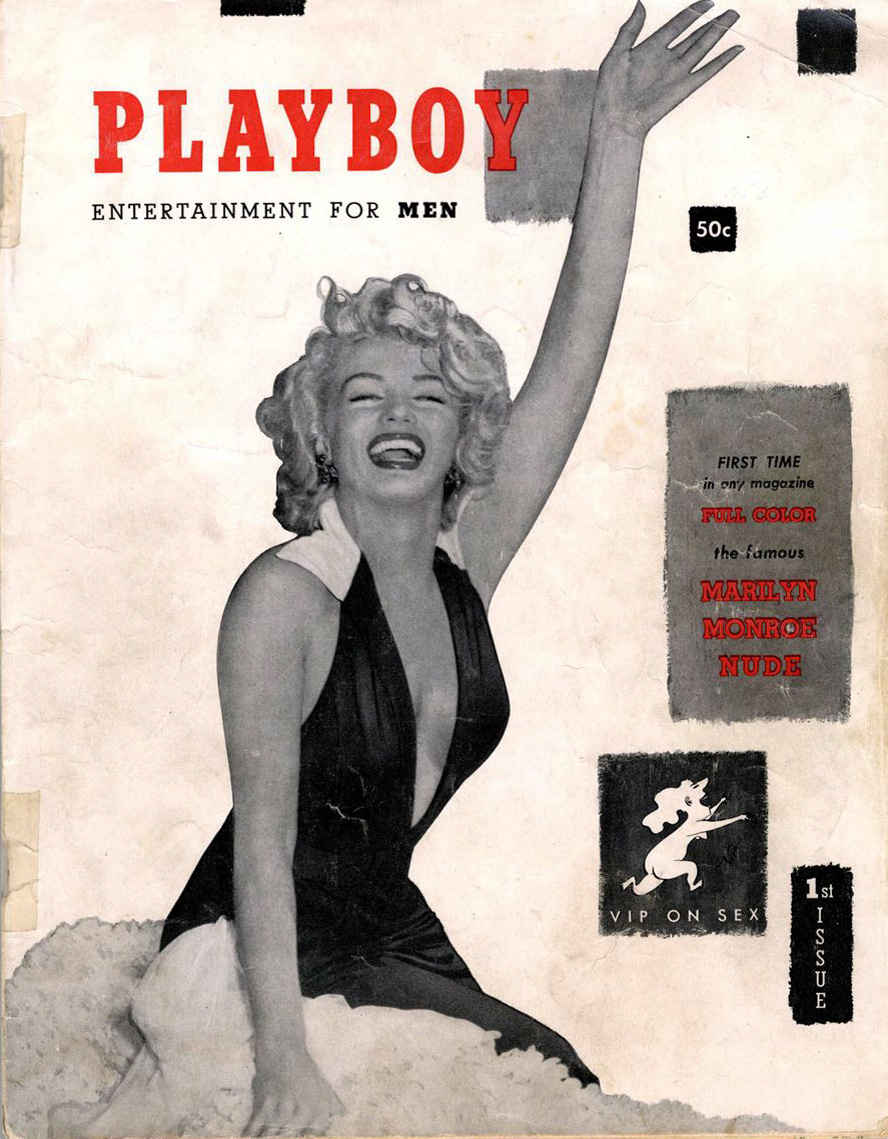 PLAYBOY
ENTERTAINMENT FOR MEN
50c
FIRST TIME
in any magazine
FULL COLOR
the famous
MARILYN
MONROE
NUDE
VIP ON SEX
1st
ISSUE